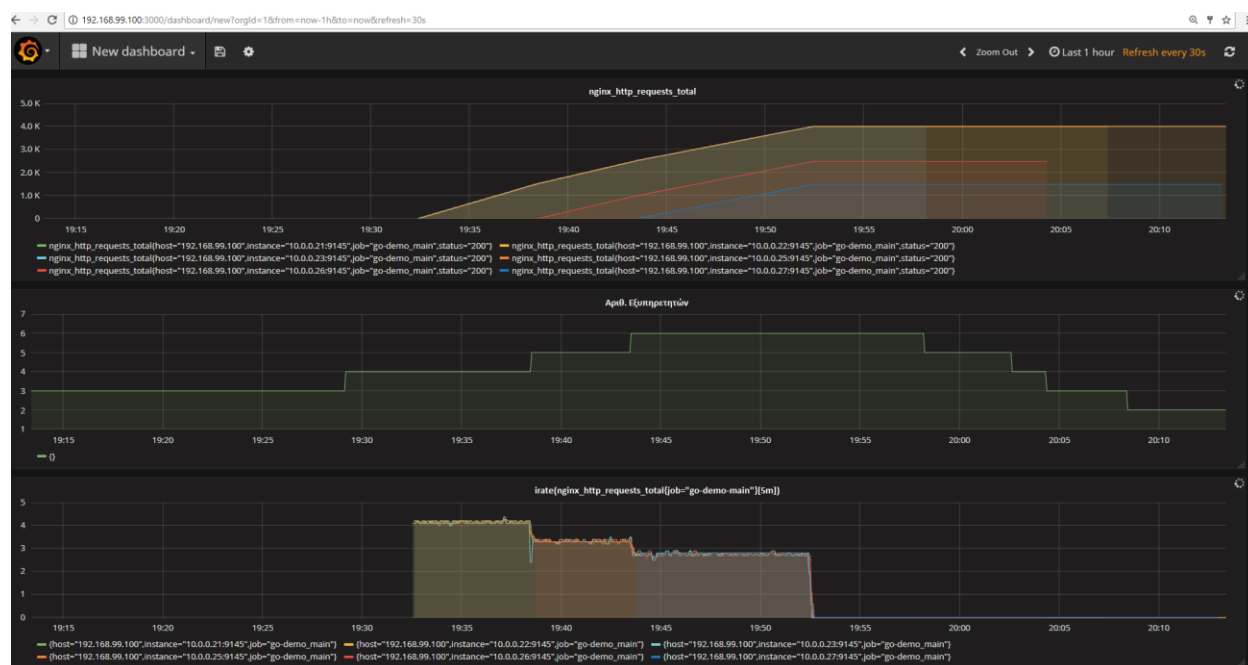 192.168.99.100:3000/dashboard/new?orgId=1&from=now-1h&to=now&refresh=30s
New dashboard Zoom Out Last 1 hour Refresh every 30s
nginx_http_requests_total
5.0 K
4.0 K
3.0 K
2.0 K
1.0 K
0
19:15 19:20 19:25 19:30 19:35 19:40 19:45 19:50 19:55 20:00 20:05 20:10
nginx_http_requests_total{host="192.168.99.100",instance="10.0.0.21:9145",job="go-demo_main",status="200"} nginx_http_requests_total{host="192.168.99.100",instance="10.0.0.22:9145",job="go-demo_main",status="200"}
nginx_http_requests_total{host="192.168.99.100",instance="10.0.0.23:9145",job="go-demo_main",status="200"} nginx_http_requests_total{host="192.168.99.100",instance="10.0.0.25:9145",job="go-demo_main",status="200"}
nginx_http_requests_total{host="192.168.99.100",instance="10.0.0.26:9145",job="go-demo_main",status="200"} nginx_http_requests_total{host="192.168.99.100",instance="10.0.0.27:9145",job="go-demo_main",status="200"}
Αριθ. Εξυπηρετητών
7
6
5
4
3
2
1
19:15 19:20 19:25 19:30 19:35 19:40 19:45 19:50 19:55 20:00 20:05 20:10
{}
irate(nginx_http_requests_total{job="go-demo-main"}[5m])
5
4
3
2
1
0
19:15 19:20 19:25 19:30 19:35 19:40 19:45 19:50 19:55 20:00 20:05 20:10
{host="192.168.99.100",instance="10.0.0.21:9145",job="go-demo_main"} {host="192.168.99.100",instance="10.0.0.22:9145",job="go-demo_main"} {host="192.168.99.100",instance="10.0.0.23:9145",job="go-demo_main"}
{host="192.168.99.100",instance="10.0.0.25:9145",job="go-demo_main"} {host="192.168.99.100",instance="10.0.0.26:9145",job="go-demo_main"} {host="192.168.99.100",instance="10.0.0.27:9145",job="go-demo_main"}